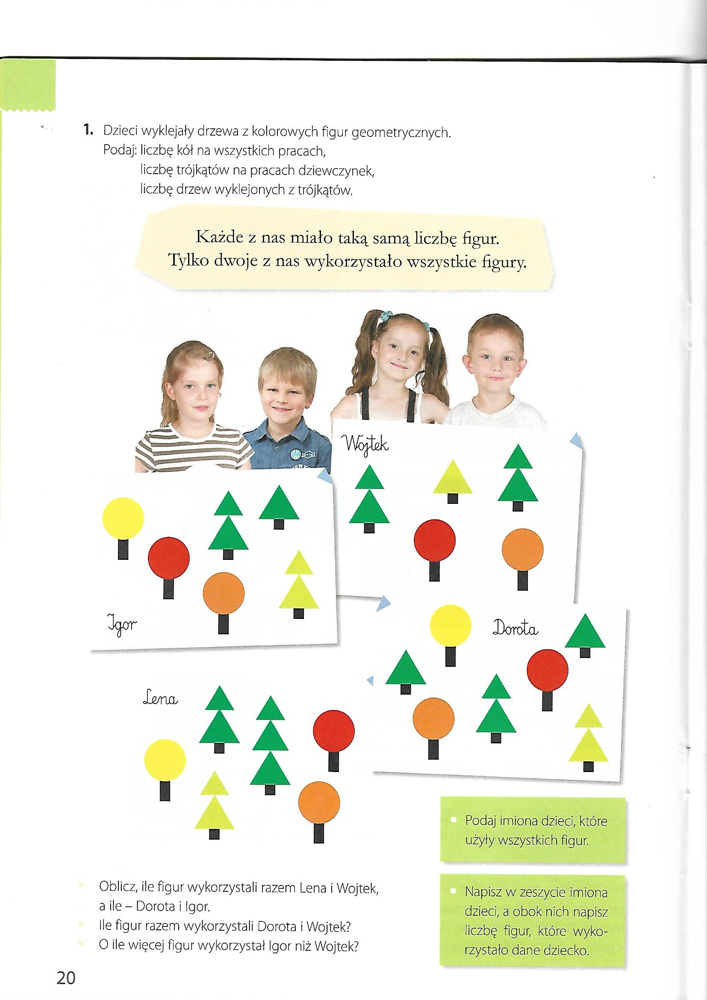 1. Dzieci wyklejały drzewa z kolorowych figur geometrycznych.
Podaj: liczbę kół na wszystkich pracach,
liczbę trójkątów na pracach dziewczynek,
liczbę drzew wyklejonych z trójkątów.
Każde z nas miało taką samą liczbę figur.
Tylko dwoje z nas wykorzystało wszystkie figury.
Wojtek
Igor
Dorota
Lena
Podaj imiona dzieci, które
użyły wszystkich figur.
Oblicz, ile figur wykorzystali razem Lena i Wojtek,
a ile – Dorota i Igor.
Ile figur razem wykorzystali Dorota i Wojtek?
O ile więcej figur wykorzystał Igor niż Wojtek?
Napisz w zeszycie imiona
dzieci, a obok nich napisz
liczbę figur, które wyko-
rzystało dane dziecko.
20